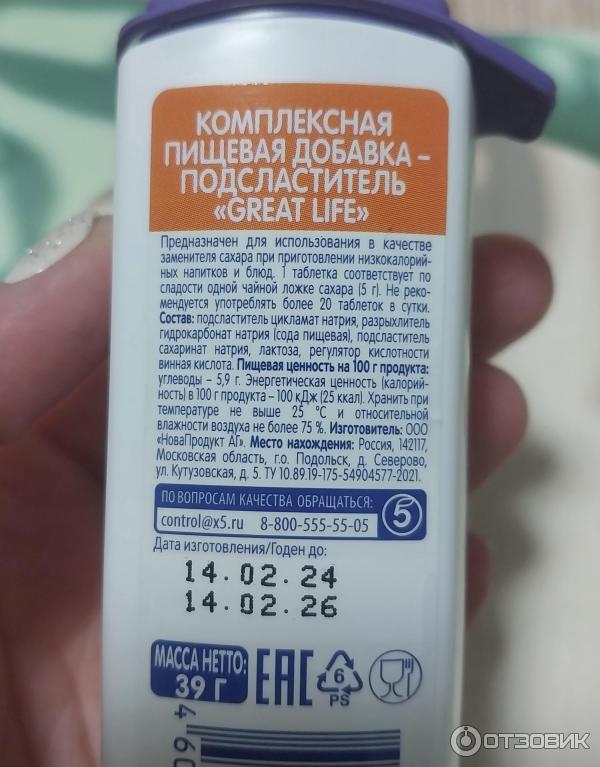 КОМПЛЕКСНАЯ
ПИЩЕВАЯ ДОБАВКА –
ПОДСЛАСТИТЕЛЬ
«GREAT LIFE»
Предназначен для использования в качестве
заменителя сахара при приготовлении низкокалорий-
ных напитков и блюд. 1 таблетка соответствует по
сладости одной чайной ложке сахара (5 г). Не реко-
мендуется употреблять более 20 таблеток в сутки.
Состав: подсластитель цикламат натрия, разрыхлитель
гидрокарбонат натрия (сода пищевая), подсластитель
сахаринат натрия, лактоза, регулятор кислотности
винная кислота. Пищевая ценность на 100 г продукта:
углеводы – 5,9 г. Энергетическая ценность (калорий-
ность) в 100 г продукта – 100 кДж (25 ккал). Хранить при
температуре не выше 25 °С и относительной
влажности воздуха не более 75 %. Изготовитель: ООО
«НоваПродукт АГ». Место нахождения: Россия, 142117,
Московская область, г.о. Подольск, д. Северово,
ул. Кутузовская, д. 5. ТУ 10.89.19-175-54904577-2021.
ПО ВОПРОСАМ КАЧЕСТВА ОБРАЩАТЬСЯ:
control@x5.ru 8-800-555-55-05
5
Дата изготовления/Годен до:
14.02.24
14.02.26
МАССА НЕТТО:
39 Г
EAC
6
PS
4 60
ОТЗОВИК